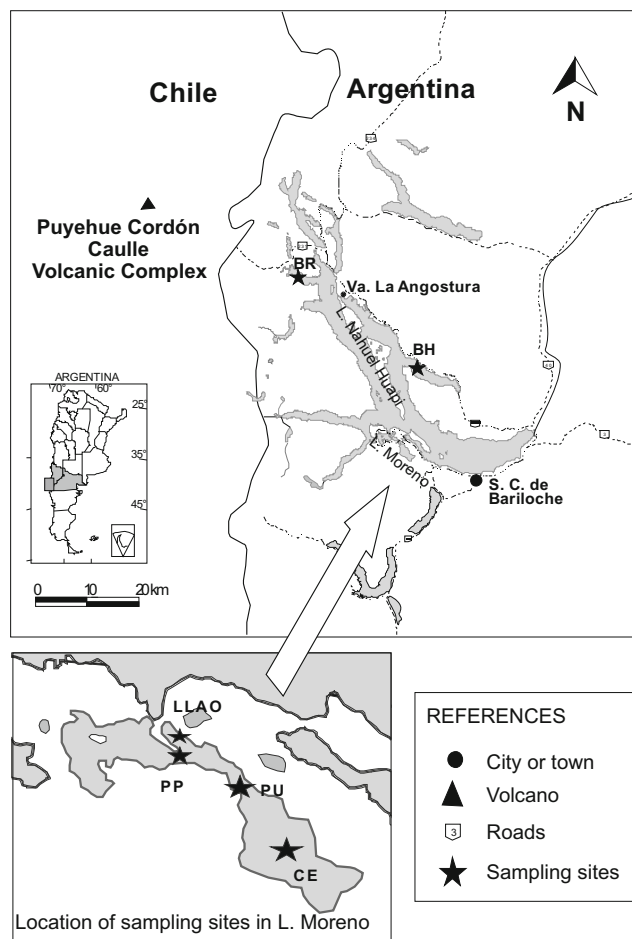 Chile
Argentina
N
Puyehue Cordón
Caulle
Volcanic Complex
BR
Va. La Angostura
BH
L. Nahuel Huapi
L. Moreno
S. C. de
Bariloche
ARGENTINA
70° 60°
25°
35°
45°
0 10 20 km
LLAO
PP
PU
CE
Location of sampling sites in L. Moreno
REFERENCES
City or town
Volcano
3
Roads
Sampling sites